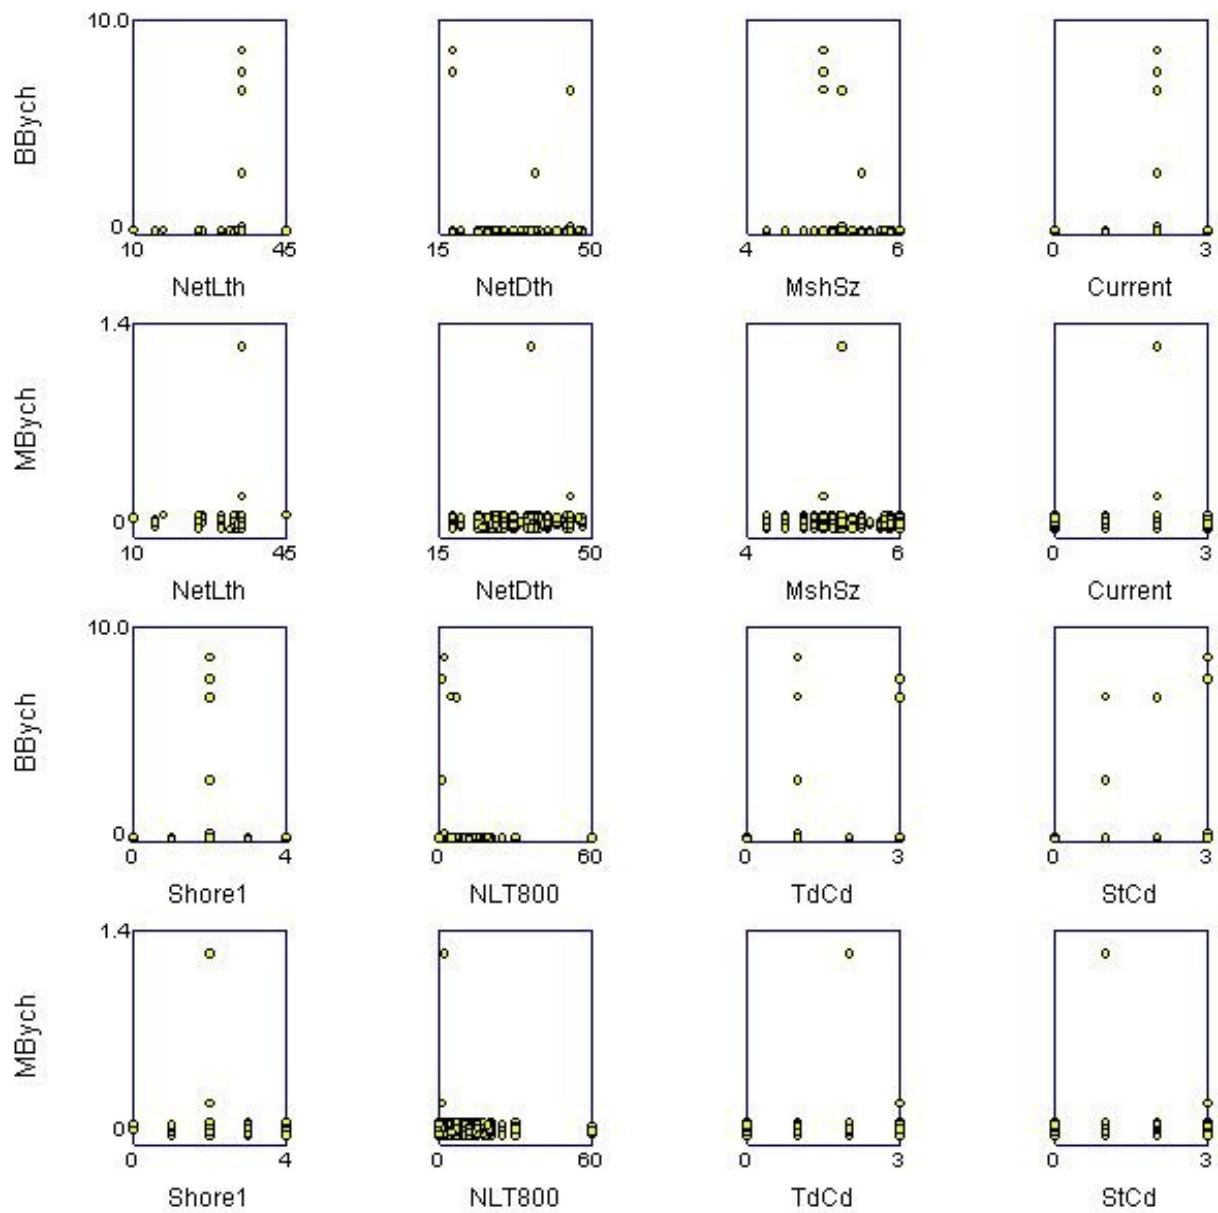 10.0
BBych
0
10 45 15 50 4 6 0 3
NetLth NetDth MshSz Current
1.4
MBych
0
10 45 15 50 4 6 0 3
NetLth NetDth MshSz Current
10.0
BBych
0
0 4 0 60 0 3 0 3
Shore1 NLT800 TdCd StCd
1.4
MBych
0
0 4 0 60 0 3 0 3
Shore1 NLT800 TdCd StCd